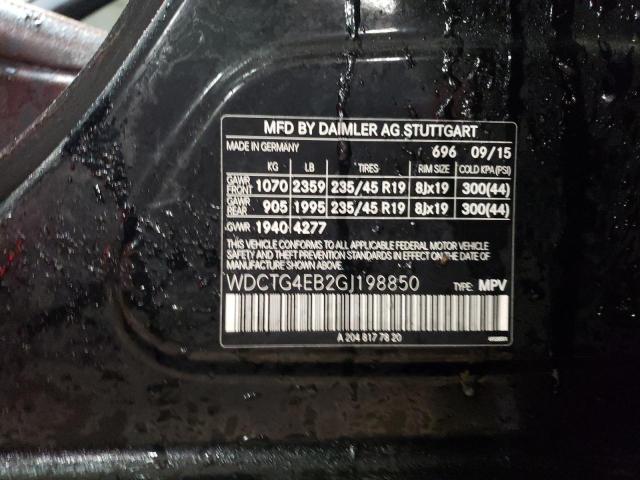 MFD BY DAIMLER AG STUTTGART
MADE IN GERMANY 696 09/15
KG LB TIRES RIM SIZE COLD KPA(PSI)
GAWR FRONT 1070 2359 235/45 R19 8Jx19 300(44)
GAWR REAR 905 1995 235/45 R19 8Jx19 300(44)
GVWR 1940 4277
THIS VEHICLE CONFORMS TO ALL APPLICABLE FEDERAL MOTOR VEHICLE
SAFETY AND THEFT PREVENTION STANDARDS IN EFFECT ON THE DATE OF
MANUFACTURE SHOWN ABOVE.
WDCTG4EB2GJ198850 TYPE: MPV
A 204 817 78 20